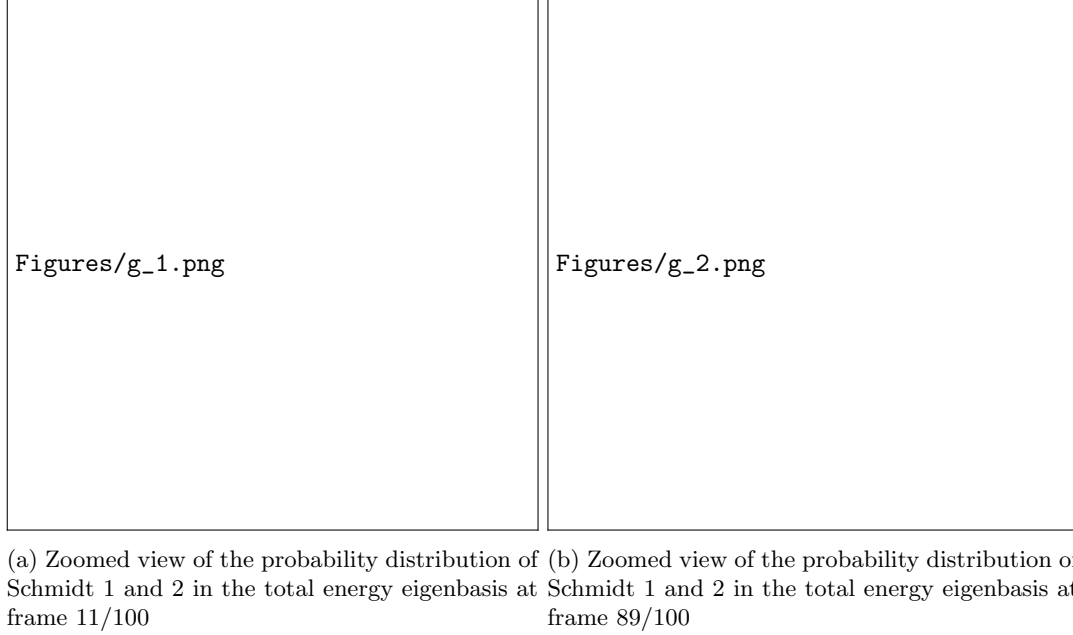 Figures/g_1.png
Figures/g_2.png
(a) Zoomed view of the probability distribution of
Schmidt 1 and 2 in the total energy eigenbasis at
frame 11/100
(b) Zoomed view of the probability distribution
Schmidt 1 and 2 in the total energy eigenbasis
frame 89/100